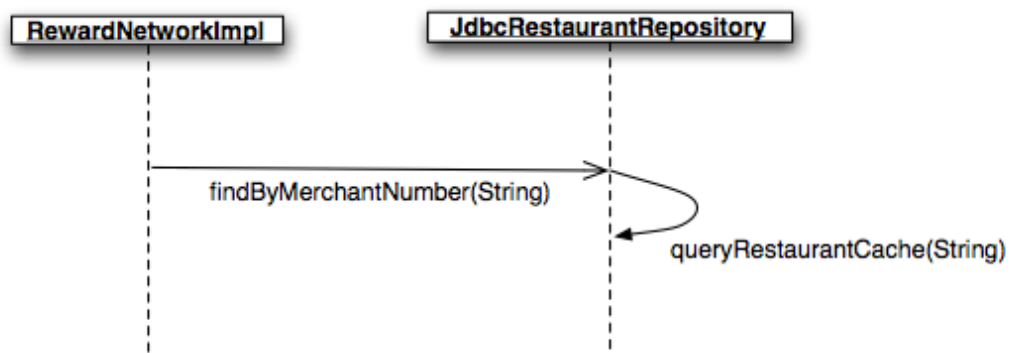 RewardNetworkImpl
JdbcRestaurantRepository
findByMerchantNumber(String)
queryRestaurantCache(String)